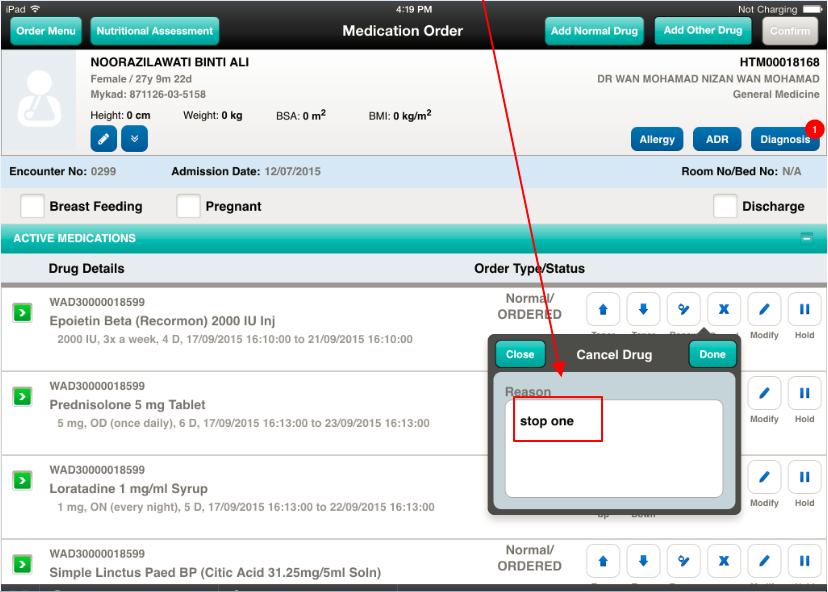 iPad 4:19 PM Not Charging
Order Menu Nutritional Assessment Medication Order Add Normal Drug Add Other Drug Confirm
NOORAZILAWATI BINTI ALI HTM00018168
Female / 27y 9m 22d DR WAN MOHAMAD NIZAN WAN MOHAMAD
Mykad: 871126-03-5158 General Medicine
Height: 0 cm Weight: 0 kg BSA: 0 m² BMI: 0 kg/m²
Allergy ADR Diagnosis 1
Encounter No: 0299 Admission Date: 12/07/2015 Room No/Bed No: N/A
Breast Feeding Pregnant Discharge
ACTIVE MEDICATIONS
Drug Details Order Type/Status
WAD30000018599 Normal/
Epoietin Beta (Recormon) 2000 IU Inj ORDERED
2000 IU, 3x a week, 4 D, 17/09/2015 16:10:00 to 21/09/2015 16:10:00 Modify Hold
Close Cancel Drug Done
Reason
stop one
WAD30000018599
Prednisolone 5 mg Tablet
5 mg, OD (once daily), 6 D, 17/09/2015 16:13:00 to 23/09/2015 16:13:00 Modify Hold
WAD30000018599
Loratadine 1 mg/ml Syrup
1 mg, ON (every night), 5 D, 17/09/2015 16:13:00 to 22/09/2015 16:13:00 Modify Hold
WAD30000018599 Normal/
Simple Linctus Paed BP (Citic Acid 31.25mg/5ml Soln) ORDERED